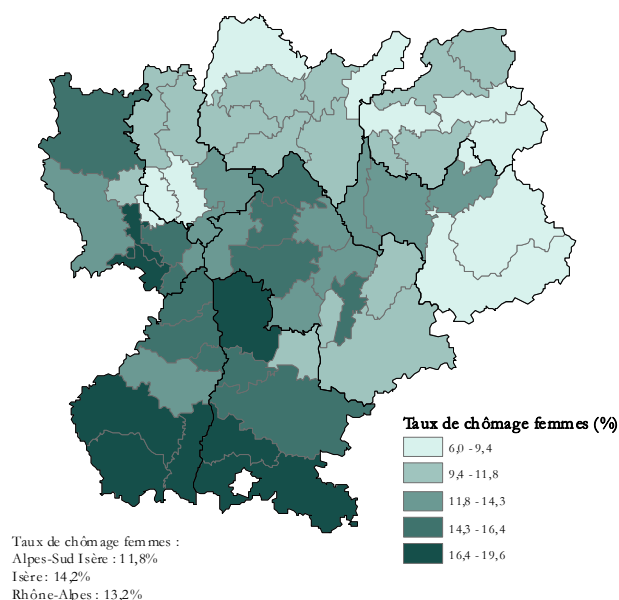 Taux de chômage femmes (%)
6,0 - 9,4
9,4 - 11,8
11,8 - 14,3
14,3 - 16,4
16,4 - 19,6
Taux de chômage femmes :
Alpes-Sud Isère : 11,8%
Isère : 14,2%
Rhône-Alpes : 13,2%